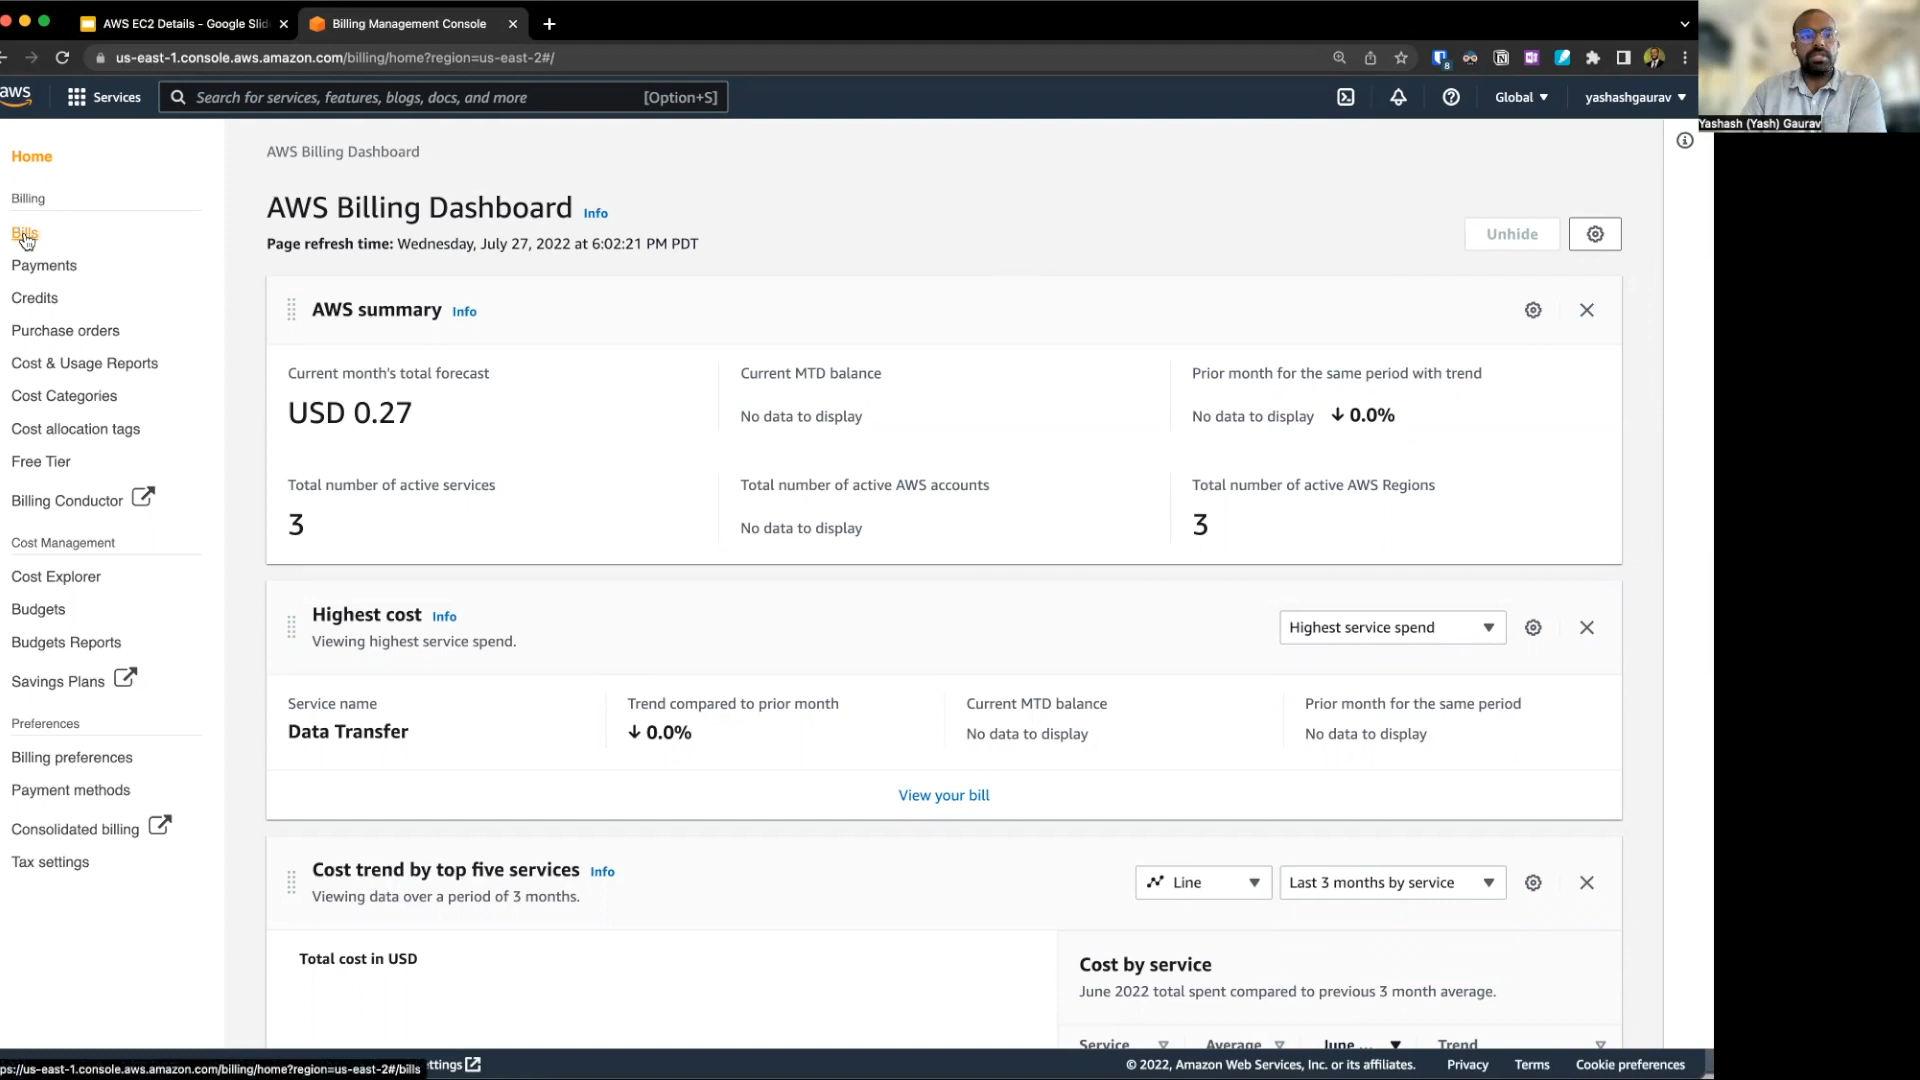 AWS EC2 Details - Google Slid
Billing Management Console
us-east-1.console.aws.amazon.com/billing/home?region=us-east-2#/
8
aws
Services
Search for services, features, blogs, docs, and more
[Option+S]
Global
yashashgaurav
Yashash (Yash) Gaurav
Home
Billing
Bills
Payments
Credits
Purchase orders
Cost & Usage Reports
Cost Categories
Cost allocation tags
Free Tier
Billing Conductor
Cost Management
Cost Explorer
Budgets
Budgets Reports
Savings Plans
Preferences
Billing preferences
Payment methods
Consolidated billing
Tax settings
AWS Billing Dashboard
AWS Billing Dashboard Info
Page refresh time: Wednesday, July 27, 2022 at 6:02:21 PM PDT
Unhide
AWS summary Info
Current month's total forecast
USD 0.27
Current MTD balance
No data to display
Prior month for the same period with trend
No data to display ↓ 0.0%
Total number of active services
3
Total number of active AWS accounts
No data to display
Total number of active AWS Regions
3
Highest cost Info
Viewing highest service spend.
Highest service spend
Service name
Data Transfer
Trend compared to prior month
↓ 0.0%
Current MTD balance
No data to display
Prior month for the same period
No data to display
View your bill
Cost trend by top five services Info
Viewing data over a period of 3 months.
Line
Last 3 months by service
Total cost in USD
Cost by service
June 2022 total spent compared to previous 3 month average.
Service
Average
June ...
Trend
ps://us-east-1.console.aws.amazon.com/billing/home?region=us-east-2#/bills
ttings
© 2022, Amazon Web Services, Inc. or its affiliates.
Privacy
Terms
Cookie preferences